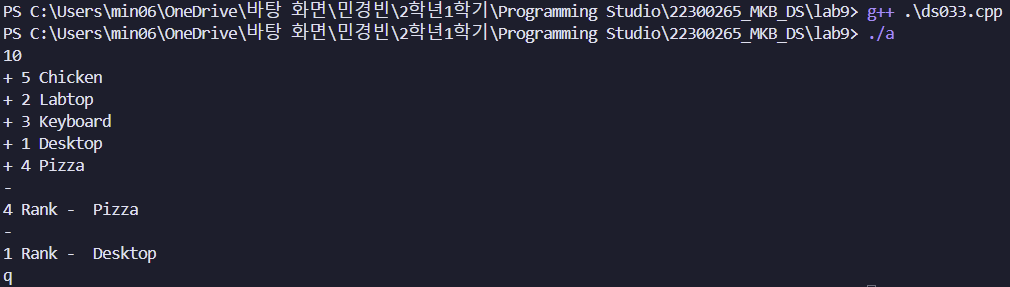 PS C:\Users\min06\OneDrive\바탕 화면\민경빈\2학년1학기\Programming Studio\22300265_MKB_DS\lab9> g++ .\ds033.cpp
PS C:\Users\min06\OneDrive\바탕 화면\민경빈\2학년1학기\Programming Studio\22300265_MKB_DS\lab9> ./a
10
+ 5 Chicken
+ 2 Labtop
+ 3 Keyboard
+ 1 Desktop
+ 4 Pizza
-
4 Rank -  Pizza
-
1 Rank -  Desktop
q